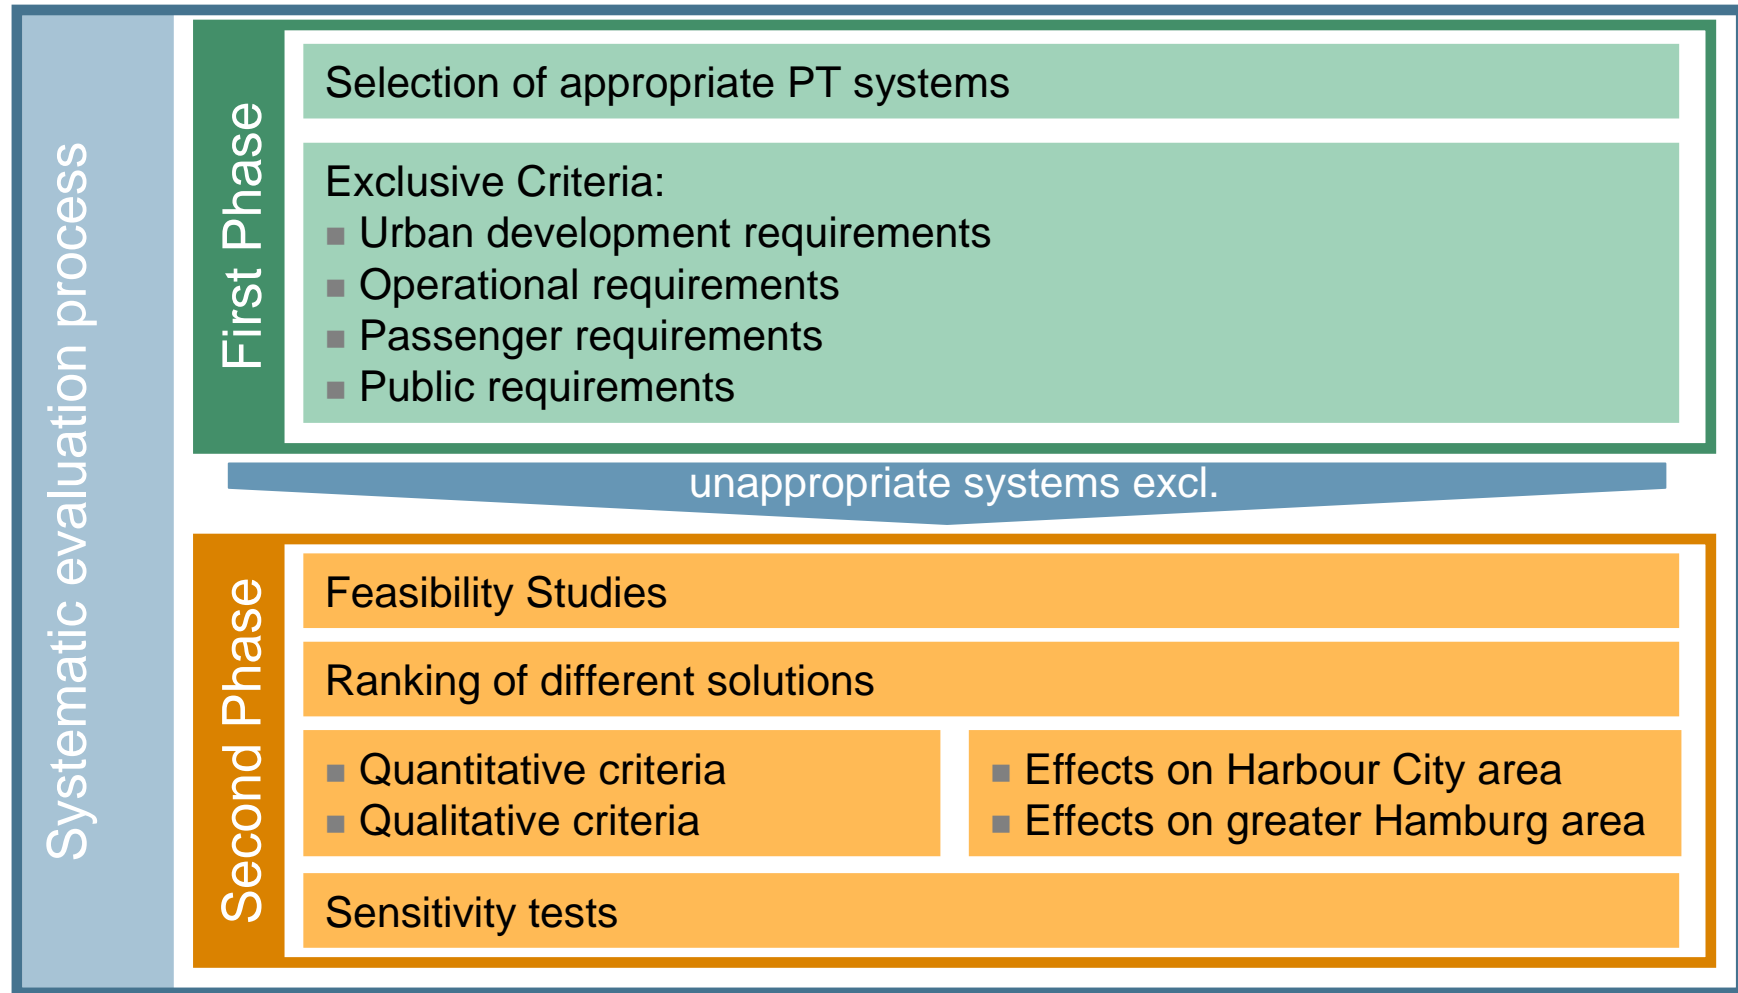 Systematic evaluation process
First Phase
Selection of appropriate PT systems
Exclusive Criteria:
Urban development requirements
Operational requirements
Passenger requirements
Public requirements
unappropriate systems excl.
Second Phase
Feasibility Studies
Ranking of different solutions
Quantitative criteria
Qualitative criteria
Effects on Harbour City area
Effects on greater Hamburg area
Sensitivity tests